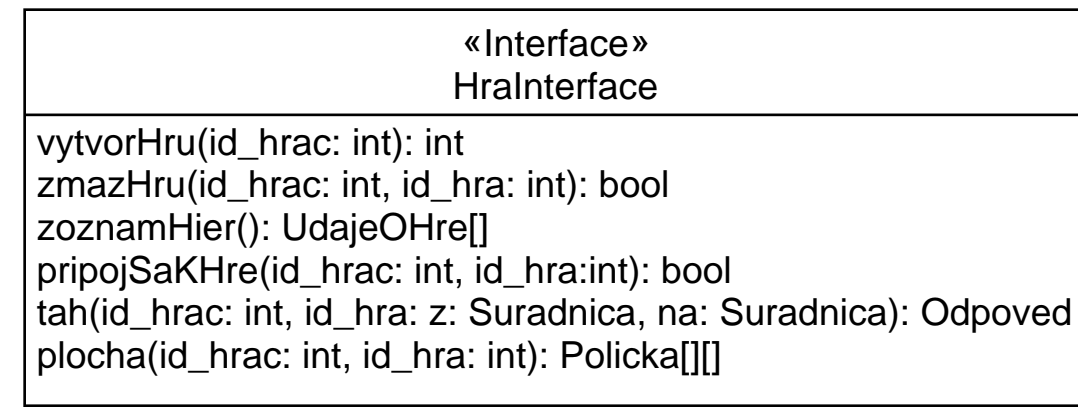 «Interface»
HraInterface
vytvorHru(id_hrac: int): int
zmazHru(id_hrac: int, id_hra: int): bool
zoznamHier(): UdajeOHre[]
pripojSaKHre(id_hrac: int, id_hra:int): bool
tah(id_hrac: int, id_hra: z: Suradnica, na: Suradnica): Odpoved
plocha(id_hrac: int, id_hra: int): Policka[][]